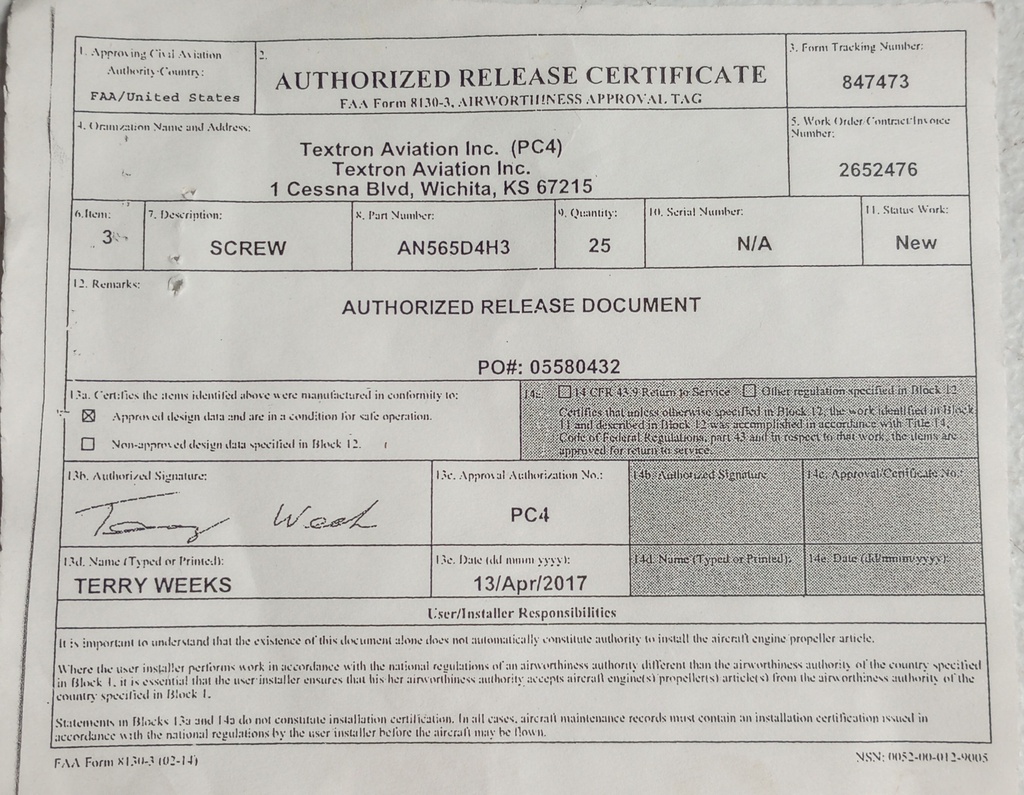 1. Approving Civil Aviation
Authority/Country:
FAA/United States
2.
AUTHORIZED RELEASE CERTIFICATE
FAA Form 8130-3, AIRWORTHINESS APPROVAL TAG
3. Form Tracking Number:
847473
4. Oranization Name and Address:
Textron Aviation Inc. (PC4)
Textron Aviation Inc.
1 Cessna Blvd, Wichita, KS 67215
5. Work Order/Contract/Invoice
Number:
2652476
6. Item:
3
7. Description:
SCREW
8. Part Number:
AN565D4H3
9. Quantity:
25
10. Serial Number:
N/A
11. Status Work:
New
12. Remarks:
AUTHORIZED RELEASE DOCUMENT
PO#: 05580432
13a. Certifies the items identifed above were manufactured in conformity to:
Approved design data and are in a condition for safe operation.
Non-approved design data specified in Block 12.
14a. 14 CFR 43.9 Return to Service Other regulation specified in Block 12
Certifies that unless otherwise specified in Block 12, the work identified in Block
11 and described in Block 12 was accomplished in accordance with Title 14,
Code of Federal Regulations, part 43 and in respect to that work, the items are
approved for return to service.
13b. Authorized Signature:
Terry Weeks
13c. Approval Authorization No.:
PC4
14b. Authorized Signature
14c. Approval/Certificate No.:
13d. Name (Typed or Printed):
TERRY WEEKS
13e. Date (dd mmm yyyy):
13/Apr/2017
14d. Name (Typed or Printed):
14e. Date (dd/mmm/yyyy):
User/Installer Responsibilities
It is important to understand that the existence of this document alone does not automatically constitute authority to install the aircraft engine propeller article.
Where the user installer performs work in accordance with the national regulations of an airworthiness authority different than the airworthiness authority of the country specified
in Block 1, it is essential that the user installer ensures that his her airworthiness authority accepts aircraft engine(s) propeller(s) article(s) from the airworthiness authority of the
country specified in Block 1.
Statements in Blocks 13a and 14a do not constitute installation certification. In all cases, aircraft maintenance records must contain an installation certification issued in
accordance with the national regulations by the user installer before the aircraft may be flown.
FAA Form 8130-3 (02-14)
NSN: 0052-00-012-9005